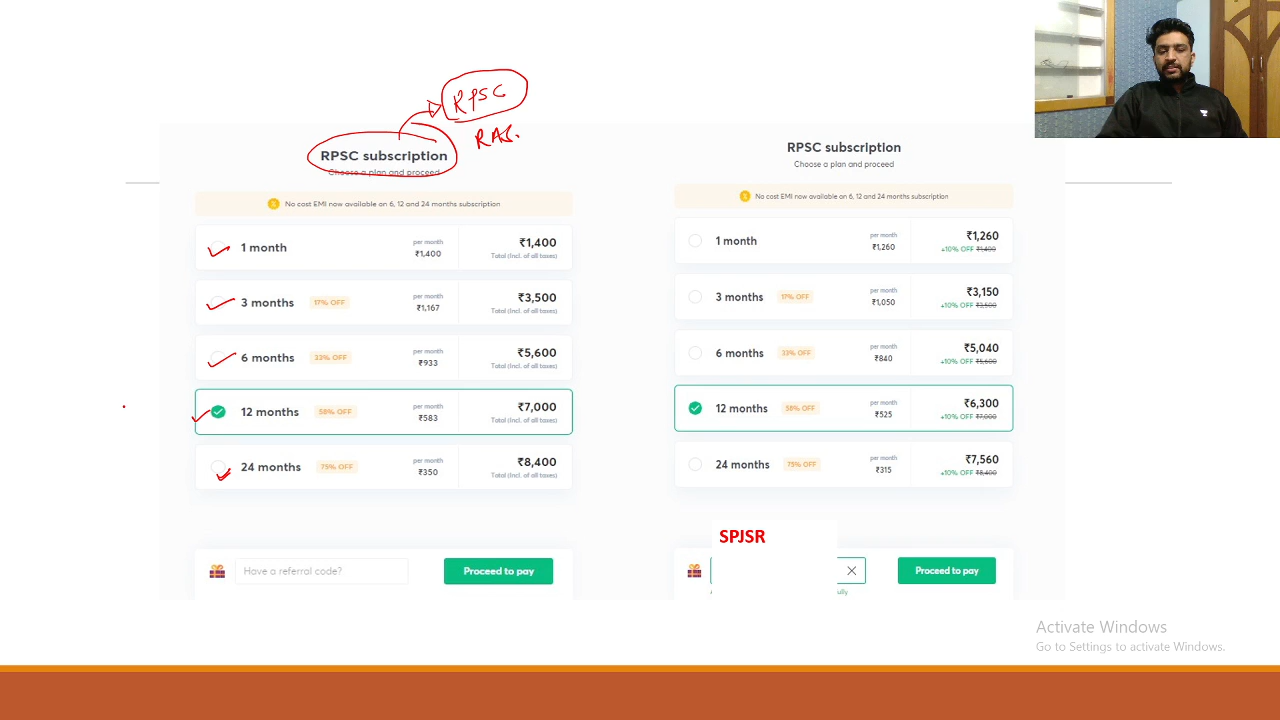 RPSC
RAS.
RPSC subscription
Choose a plan and proceed
No cost EMI now available on 6, 12 and 24 months subscription
1 month per month ₹1,400 ₹1,400 Total (Incl. of all taxes)
3 months 17% OFF per month ₹1,167 ₹3,500 Total (Incl. of all taxes)
6 months 33% OFF per month ₹933 ₹5,600 Total (Incl. of all taxes)
12 months 58% OFF per month ₹583 ₹7,000 Total (Incl. of all taxes)
24 months 75% OFF per month ₹350 ₹8,400 Total (Incl. of all taxes)
Have a referral code? Proceed to pay
RPSC subscription
Choose a plan and proceed
No cost EMI now available on 6, 12 and 24 months subscription
1 month per month ₹1,260 ₹1,260 +10% OFF ₹1,400
3 months 17% OFF per month ₹1,050 ₹3,150 +10% OFF ₹3,500
6 months 33% OFF per month ₹840 ₹5,040 +10% OFF ₹5,600
12 months 58% OFF per month ₹525 ₹6,300 +10% OFF ₹7,000
24 months 75% OFF per month ₹315 ₹7,560 +10% OFF ₹8,400
SPJSR
Proceed to pay
ully
Activate Windows
Go to Settings to activate Windows.